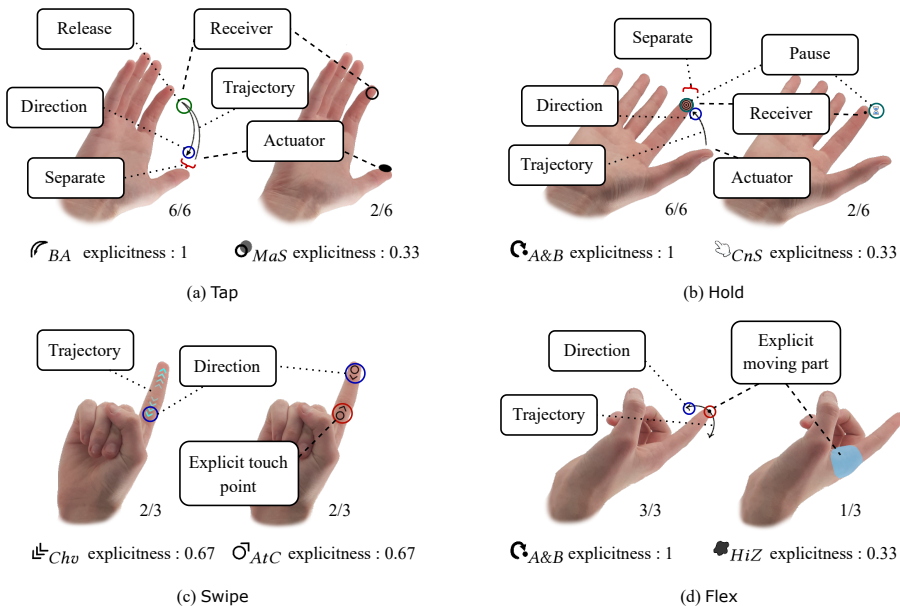 Release
Receiver
Direction
Trajectory
Separate
Actuator
6/6
2/6
BA explicitness : 1
MaS explicitness : 0.33
(a) Tap
Separate
Pause
Direction
Receiver
Trajectory
Actuator
6/6
2/6
A&B explicitness : 1
CnS explicitness : 0.33
(b) Hold
Trajectory
Direction
Explicit touch
point
2/3
2/3
Chv explicitness : 0.67
AtC explicitness : 0.67
(c) Swipe
Direction
Explicit
moving part
Trajectory
3/3
1/3
A&B explicitness : 1
HiZ explicitness : 0.33
(d) Flex